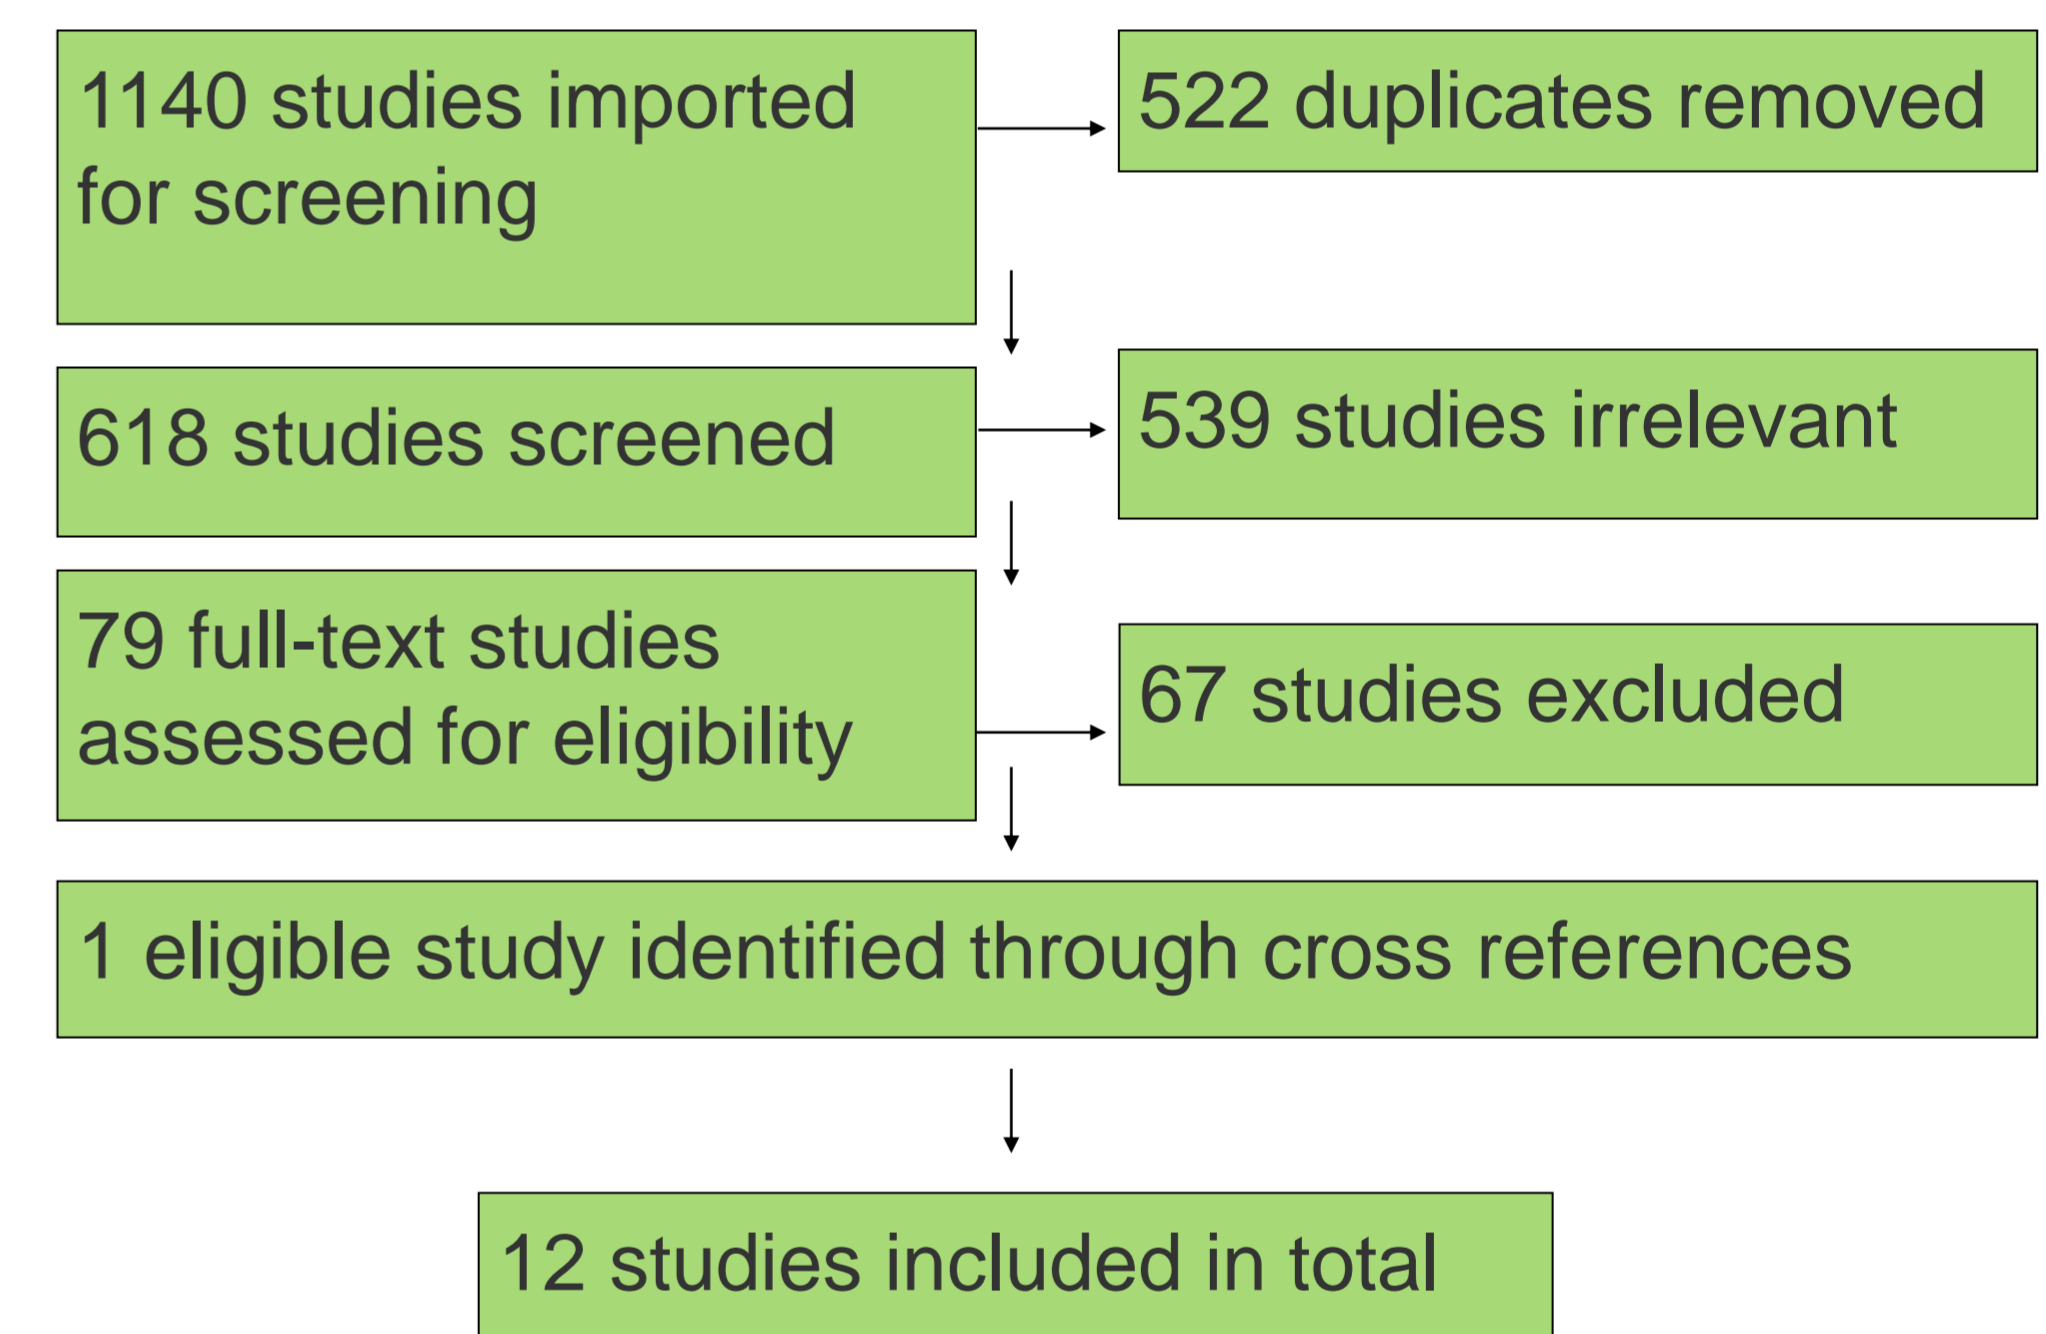 1140 studies imported
for screening
522 duplicates removed
618 studies screened
539 studies irrelevant
79 full-text studies
assessed for eligibility
67 studies excluded
1 eligible study identified through cross references
12 studies included in total